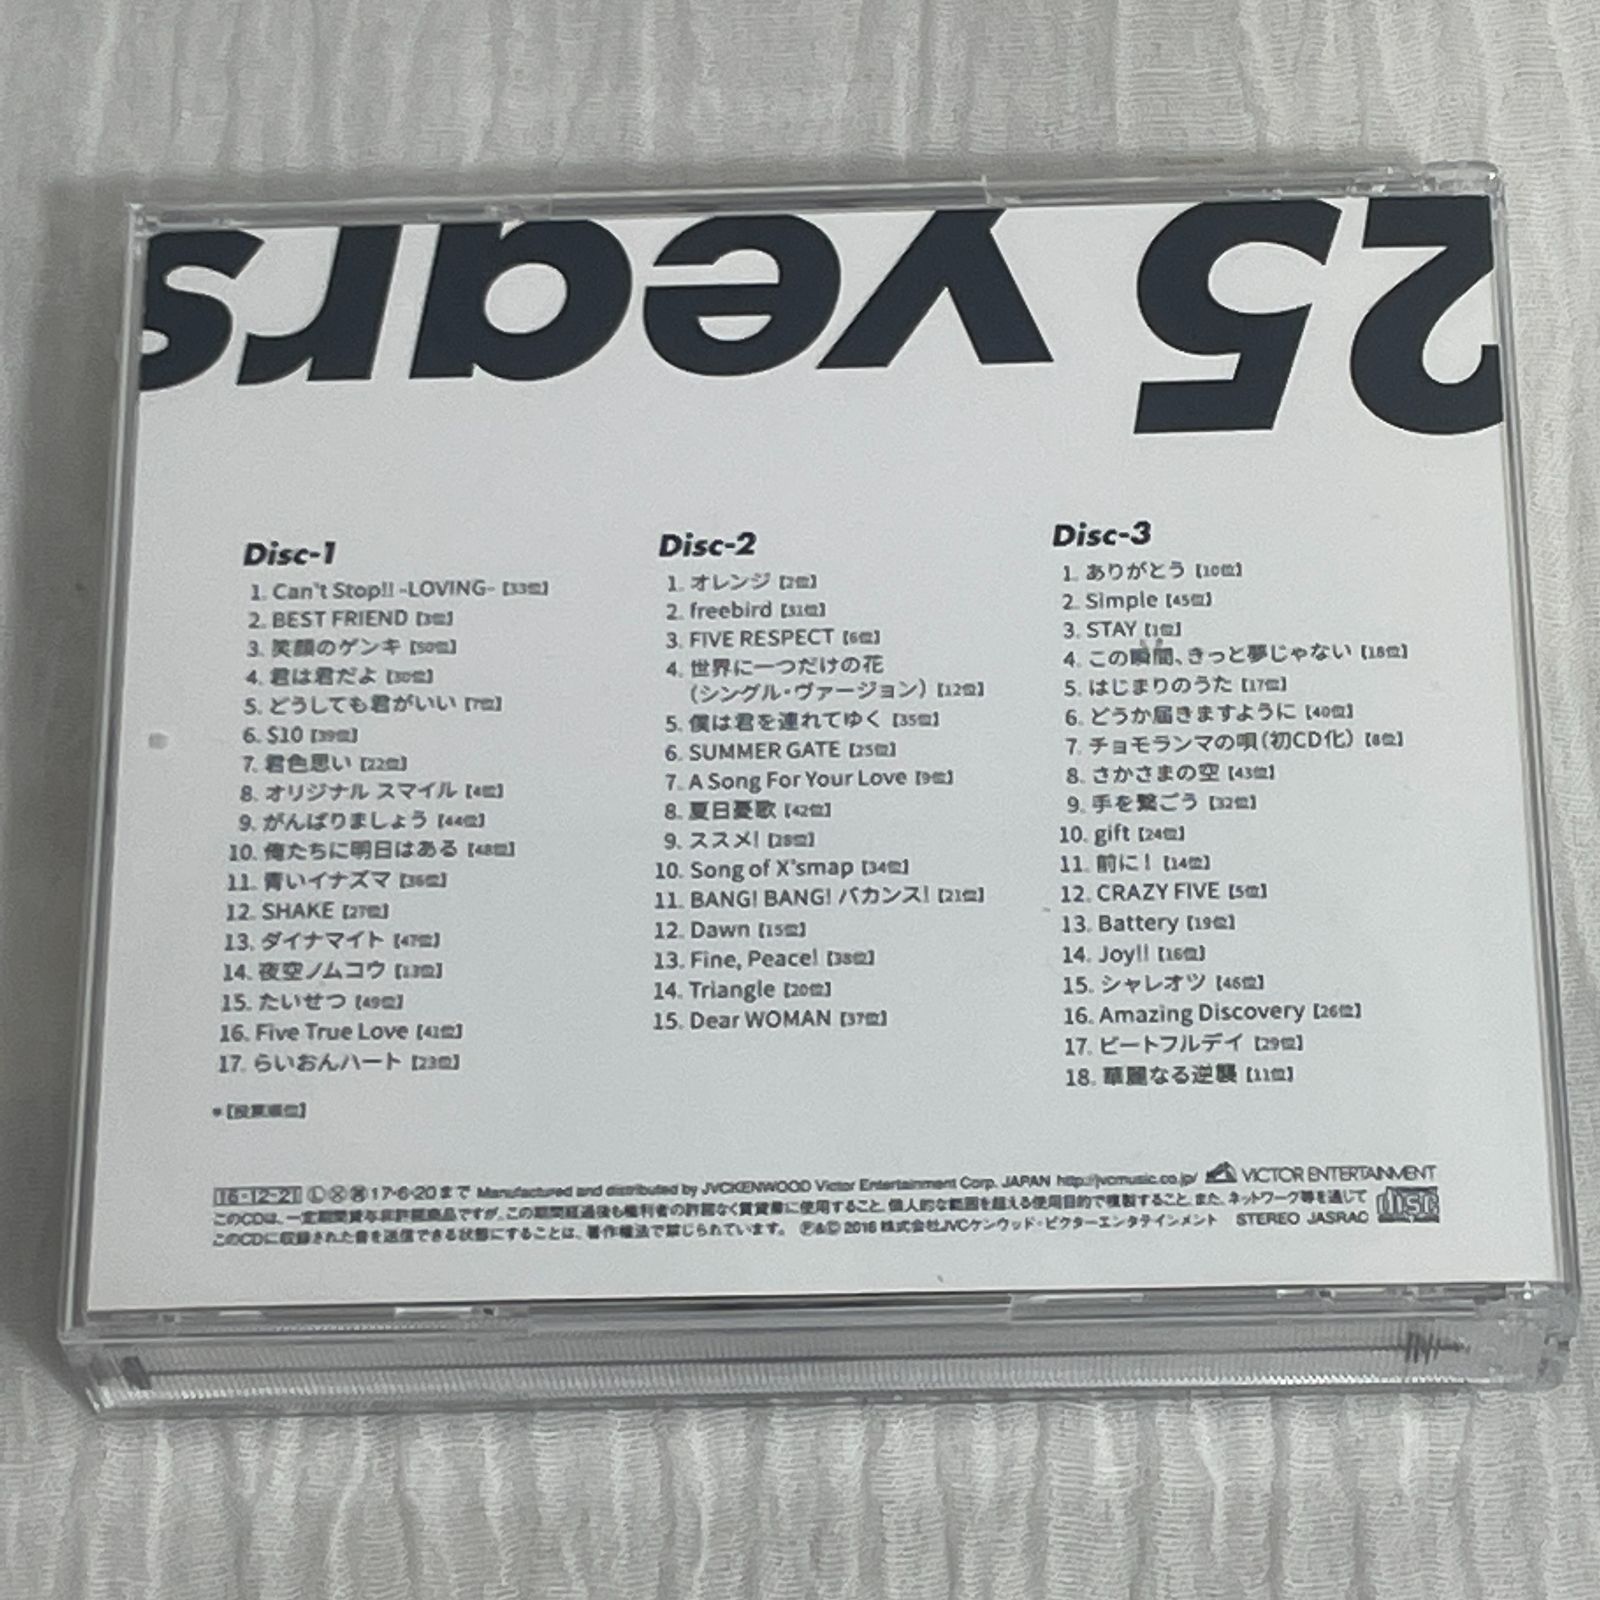 25 years
Disc-1
1. Can't Stop!! -LOVING- [33位]
2. BEST FRIEND [3位]
3. 笑顔のゲンキ [50位]
4. 君は君だよ [30位]
5. どうしても君がいい [7位]
6. S10 [39位]
7. 君色思い [22位]
8. オリジナル スマイル [4位]
9. がんばりましょう [44位]
10. 俺たちに明日はある [48位]
11. 青いイナズマ [36位]
12. SHAKE [27位]
13. ダイナマイト [47位]
14. 夜空ノムコウ [13位]
15. たいせつ [49位]
16. Five True Love [41位]
17. らいおんハート [23位]
*[投票順位]
Disc-2
1. オレンジ [2位]
2. freebird [31位]
3. FIVE RESPECT [6位]
4. 世界に一つだけの花
(シングル・ヴァージョン) [12位]
5. 僕は君を連れてゆく [35位]
6. SUMMER GATE [25位]
7. A Song For Your Love [9位]
8. 夏日憂歌 [42位]
9. ススメ! [28位]
10. Song of X'smap [34位]
11. BANG! BANG! バカンス! [21位]
12. Dawn [15位]
13. Fine, Peace! [38位]
14. Triangle [20位]
15. Dear WOMAN [37位]
Disc-3
1. ありがとう [10位]
2. Simple [45位]
3. STAY [1位]
4. この瞬間、きっと夢じゃない [18位]
5. はじまりのうた [17位]
6. どうか届きますように [40位]
7. チョモランマの唄(初CD化) [8位]
8. さかさまの空 [43位]
9. 手を繋ごう [32位]
10. gift [24位]
11. 前に! [14位]
12. CRAZY FIVE [5位]
13. Battery [19位]
14. Joy!! [16位]
15. シャレオツ [46位]
16. Amazing Discovery [26位]
17. ビートフルデイ [29位]
18. 華麗なる逆襲 [11位]
16・12・21 Ⓛ Ⓧ 17・6・20まで Manufactured and distributed by JVCKENWOOD Victor Entertainment Corp. JAPAN http://jvcmusic.co.jp/ VICTOR ENTERTAINMENT
このCDは、一定期間貸与非許諾商品ですが、この期間経過後も権利者の許諾なく賃貸業に使用すること、個人的な範囲を超える使用目的で複製すること、また、ネットワーク等を通じて
このCDに収録された音を送信できる状態にすることは、著作権法で禁じられています。 Ⓟ&© 2016 株式会社JVCケンウッド・ビクターエンタテインメント STEREO JASRAC disc